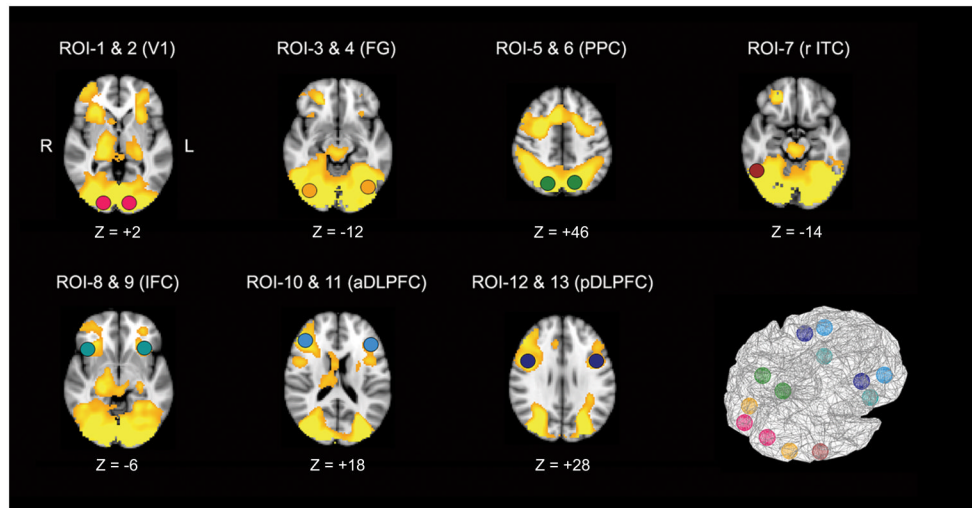 ROI-1 & 2 (V1)
ROI-3 & 4 (FG)
ROI-5 & 6 (PPC)
ROI-7 (r ITC)
R
L
Z = +2
Z = -12
Z = +46
Z = -14
ROI-8 & 9 (IFC)
ROI-10 & 11 (aDLPFC)
ROI-12 & 13 (pDLPFC)
Z = -6
Z = +18
Z = +28